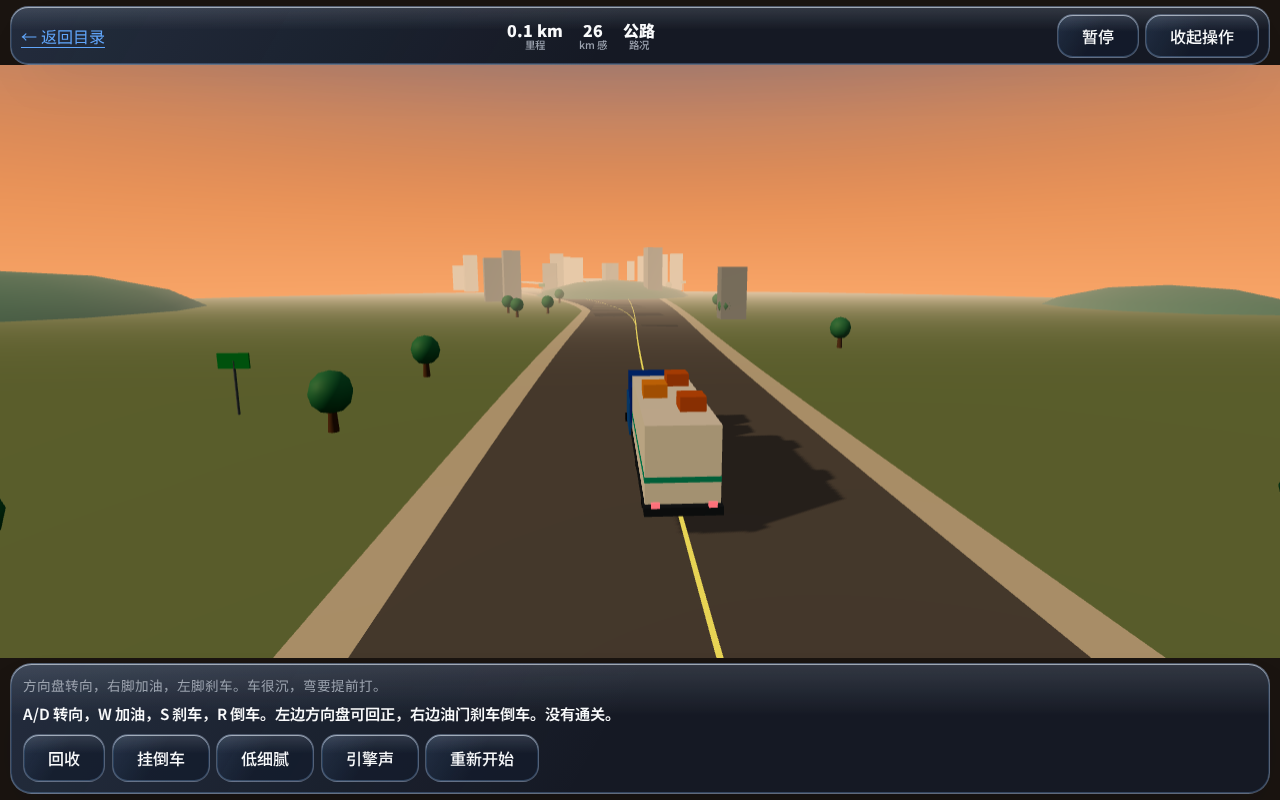 ← 返回目录
0.1 km 26 公路
里程 km 感 路况
暂停 收起操作
方向盘转向，右脚加油，左脚刹车。车很沉，弯要提前打。
A/D 转向，W 加油，S 刹车，R 倒车。左边方向盘可回正，右边油门刹车倒车。没有通关。
回收 挂倒车 低细腻 引擎声 重新开始